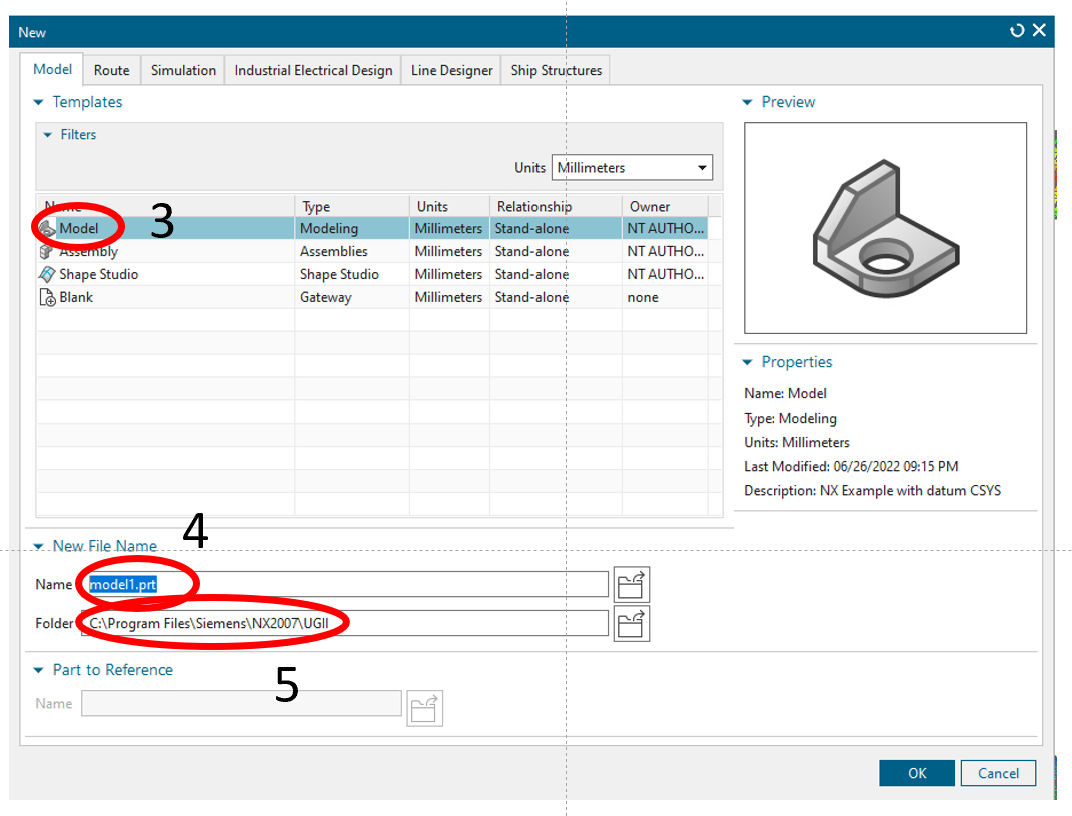 New
Model Route Simulation Industrial Electrical Design Line Designer Ship Structures
Templates
Filters
Units Millimeters
Name Type Units Relationship Owner
Model Modeling Millimeters Stand-alone NT AUTHO...
3
Assembly Assemblies Millimeters Stand-alone NT AUTHO...
Shape Studio Shape Studio Millimeters Stand-alone NT AUTHO...
Blank Gateway Millimeters Stand-alone none
Preview
Properties
Name: Model
Type: Modeling
Units: Millimeters
Last Modified: 06/26/2022 09:15 PM
Description: NX Example with datum CSYS
4
New File Name
Name model1.prt
Folder C:\Program Files\Siemens\NX2007\UGII
5
Part to Reference
Name
OK Cancel